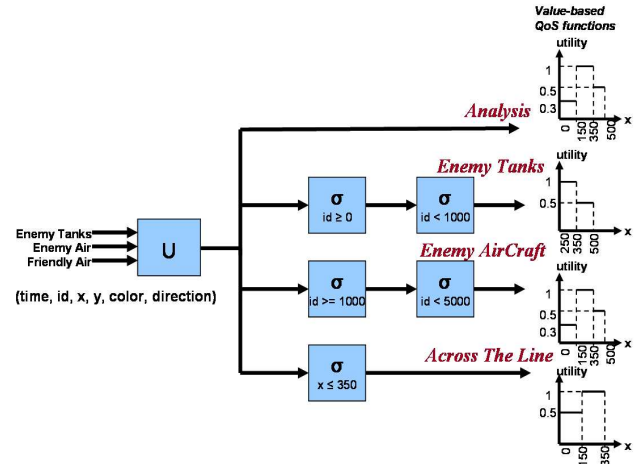 Value-based
QoS functions
utility
1
0.5
0.3
0
150
350
500
x
Analysis
Enemy Tanks
1
0.5
250
350
500
x
σ
id ≥ 0
σ
id < 1000
Enemy Tanks
Enemy Air
Friendly Air
U
(time, id, x, y, color, direction)
Enemy AirCraft
utility
1
0.5
0.3
0
150
350
500
x
σ
id >= 1000
σ
id < 5000
Across The Line
σ
x ≤ 350
utility
1
0.5
0
150
350
x